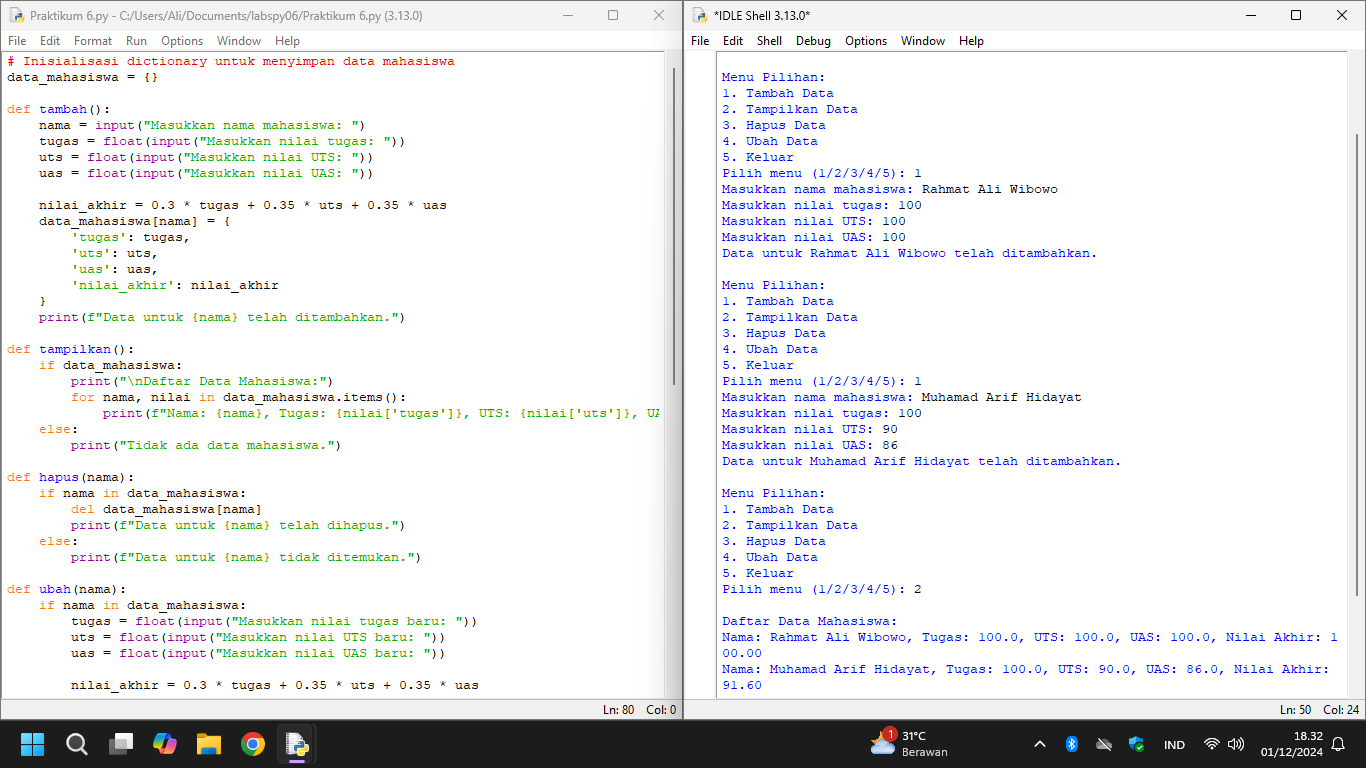 Praktikum 6.py - C:/Users/Ali/Documents/labspy06/Praktikum 6.py (3.13.0)
File Edit Format Run Options Window Help
# Inisialisasi dictionary untuk menyimpan data mahasiswa
data_mahasiswa = {}
def tambah():
    nama = input("Masukkan nama mahasiswa: ")
    tugas = float(input("Masukkan nilai tugas: "))
    uts = float(input("Masukkan nilai UTS: "))
    uas = float(input("Masukkan nilai UAS: "))
    nilai_akhir = 0.3 * tugas + 0.35 * uts + 0.35 * uas
    data_mahasiswa[nama] = {
        'tugas': tugas,
        'uts': uts,
        'uas': uas,
        'nilai_akhir': nilai_akhir
    }
    print(f"Data untuk {nama} telah ditambahkan.")
def tampilkan():
    if data_mahasiswa:
        print("\nDaftar Data Mahasiswa:")
        for nama, nilai in data_mahasiswa.items():
            print(f"Nama: {nama}, Tugas: {nilai['tugas']}, UTS: {nilai['uts']}, UA
    else:
        print("Tidak ada data mahasiswa.")
def hapus(nama):
    if nama in data_mahasiswa:
        del data_mahasiswa[nama]
        print(f"Data untuk {nama} telah dihapus.")
    else:
        print(f"Data untuk {nama} tidak ditemukan.")
def ubah(nama):
    if nama in data_mahasiswa:
        tugas = float(input("Masukkan nilai tugas baru: "))
        uts = float(input("Masukkan nilai UTS baru: "))
        uas = float(input("Masukkan nilai UAS baru: "))
        nilai_akhir = 0.3 * tugas + 0.35 * uts + 0.35 * uas
Ln: 80 Col: 0
*IDLE Shell 3.13.0*
File Edit Shell Debug Options Window Help
Menu Pilihan:
1. Tambah Data
2. Tampilkan Data
3. Hapus Data
4. Ubah Data
5. Keluar
Pilih menu (1/2/3/4/5): 1
Masukkan nama mahasiswa: Rahmat Ali Wibowo
Masukkan nilai tugas: 100
Masukkan nilai UTS: 100
Masukkan nilai UAS: 100
Data untuk Rahmat Ali Wibowo telah ditambahkan.
Menu Pilihan:
1. Tambah Data
2. Tampilkan Data
3. Hapus Data
4. Ubah Data
5. Keluar
Pilih menu (1/2/3/4/5): 1
Masukkan nama mahasiswa: Muhamad Arif Hidayat
Masukkan nilai tugas: 100
Masukkan nilai UTS: 90
Masukkan nilai UAS: 86
Data untuk Muhamad Arif Hidayat telah ditambahkan.
Menu Pilihan:
1. Tambah Data
2. Tampilkan Data
3. Hapus Data
4. Ubah Data
5. Keluar
Pilih menu (1/2/3/4/5): 2
Daftar Data Mahasiswa:
Nama: Rahmat Ali Wibowo, Tugas: 100.0, UTS: 100.0, UAS: 100.0, Nilai Akhir: 1
00.00
Nama: Muhamad Arif Hidayat, Tugas: 100.0, UTS: 90.0, UAS: 86.0, Nilai Akhir:
91.60
Ln: 50 Col: 24
1
31°C
Berawan
IND
18.32
01/12/2024